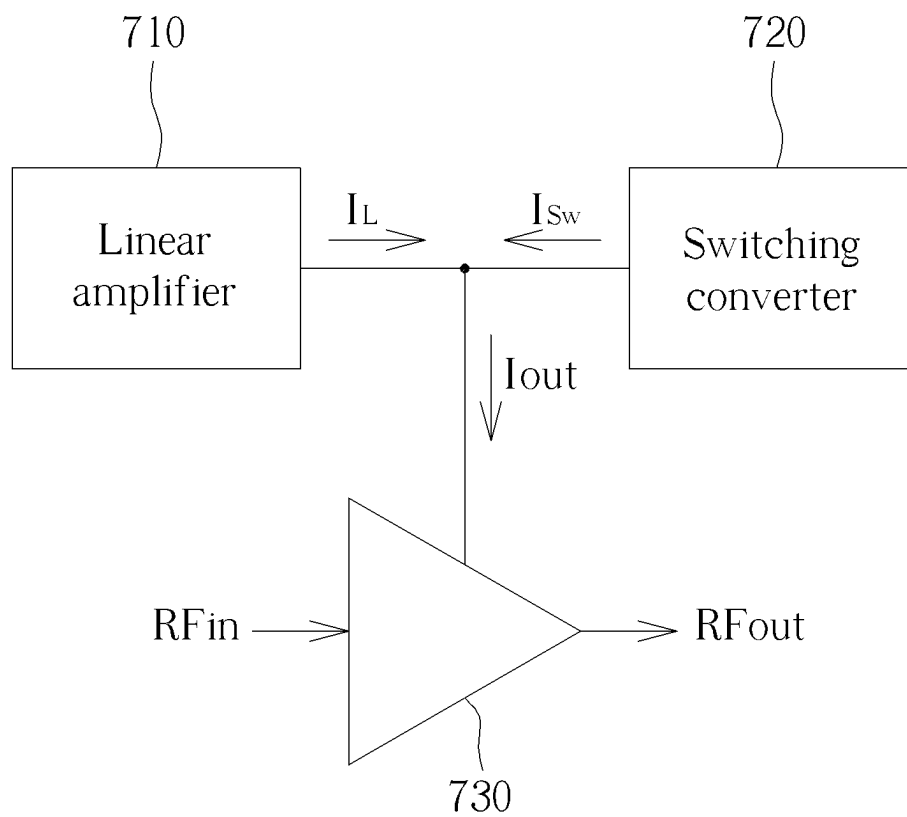 710
720
Linear
amplifier
IL
ISw
Switching
converter
Iout
RFin
RFout
730